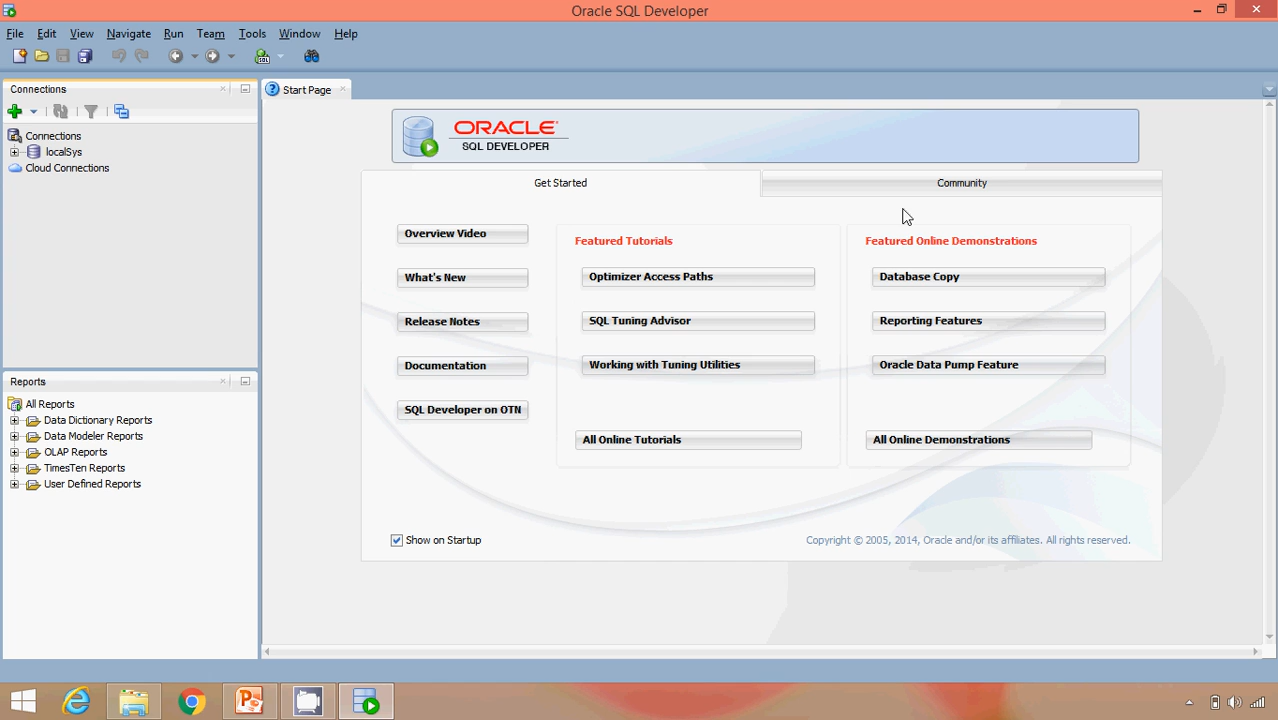 Oracle SQL Developer
File Edit View Navigate Run Team Tools Window Help
SQL
Connections
Start Page
Connections
localSys
Cloud Connections
ORACLE
SQL DEVELOPER
Get Started
Community
Overview Video
What's New
Release Notes
Documentation
SQL Developer on OTN
Featured Tutorials
Optimizer Access Paths
SQL Tuning Advisor
Working with Tuning Utilities
All Online Tutorials
Featured Online Demonstrations
Database Copy
Reporting Features
Oracle Data Pump Feature
All Online Demonstrations
Show on Startup
Copyright © 2005, 2014, Oracle and/or its affiliates. All rights reserved.
Reports
All Reports
Data Dictionary Reports
Data Modeler Reports
OLAP Reports
TimesTen Reports
User Defined Reports